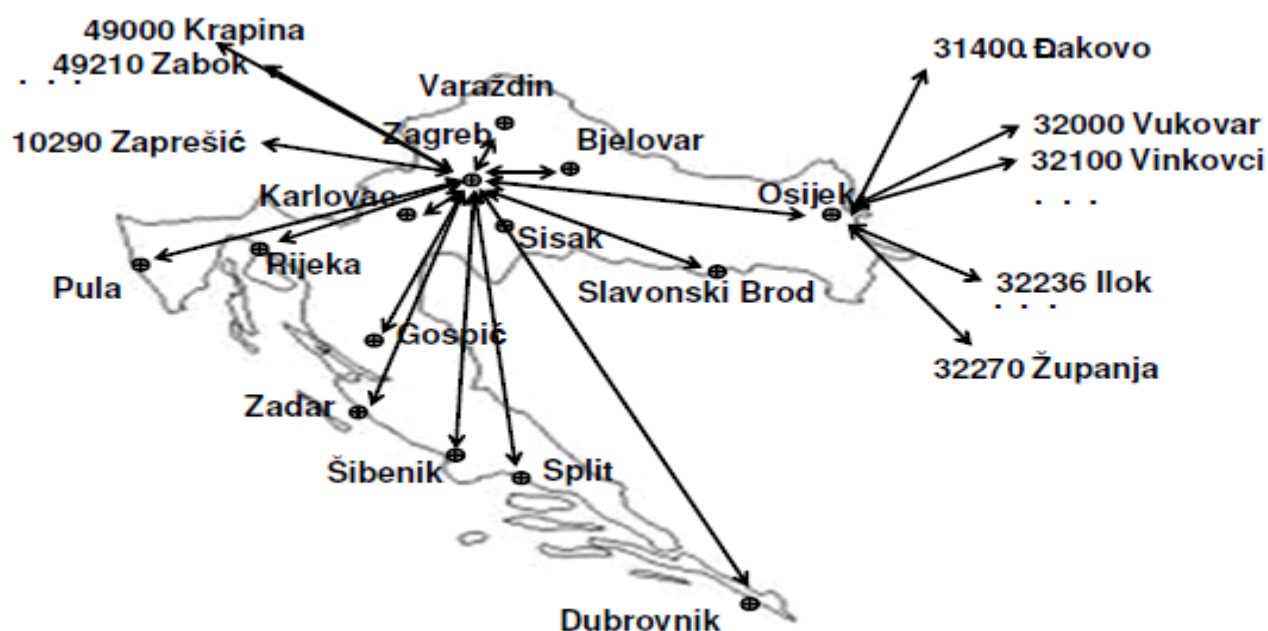 49000 Krapina
49210 Zabok
. . .
10290 Zaprešić
Varaždin
Zagreb
Bjelovar
Karlovac
Sisak
Rijeka
Pula
Slavonski Brod
Osijek
Gospić
Zadar
Šibenik
Split
Dubrovnik
31400 Đakovo
32000 Vukovar
32100 Vinkovci
. . .
32236 Ilok
. . .
32270 Županja